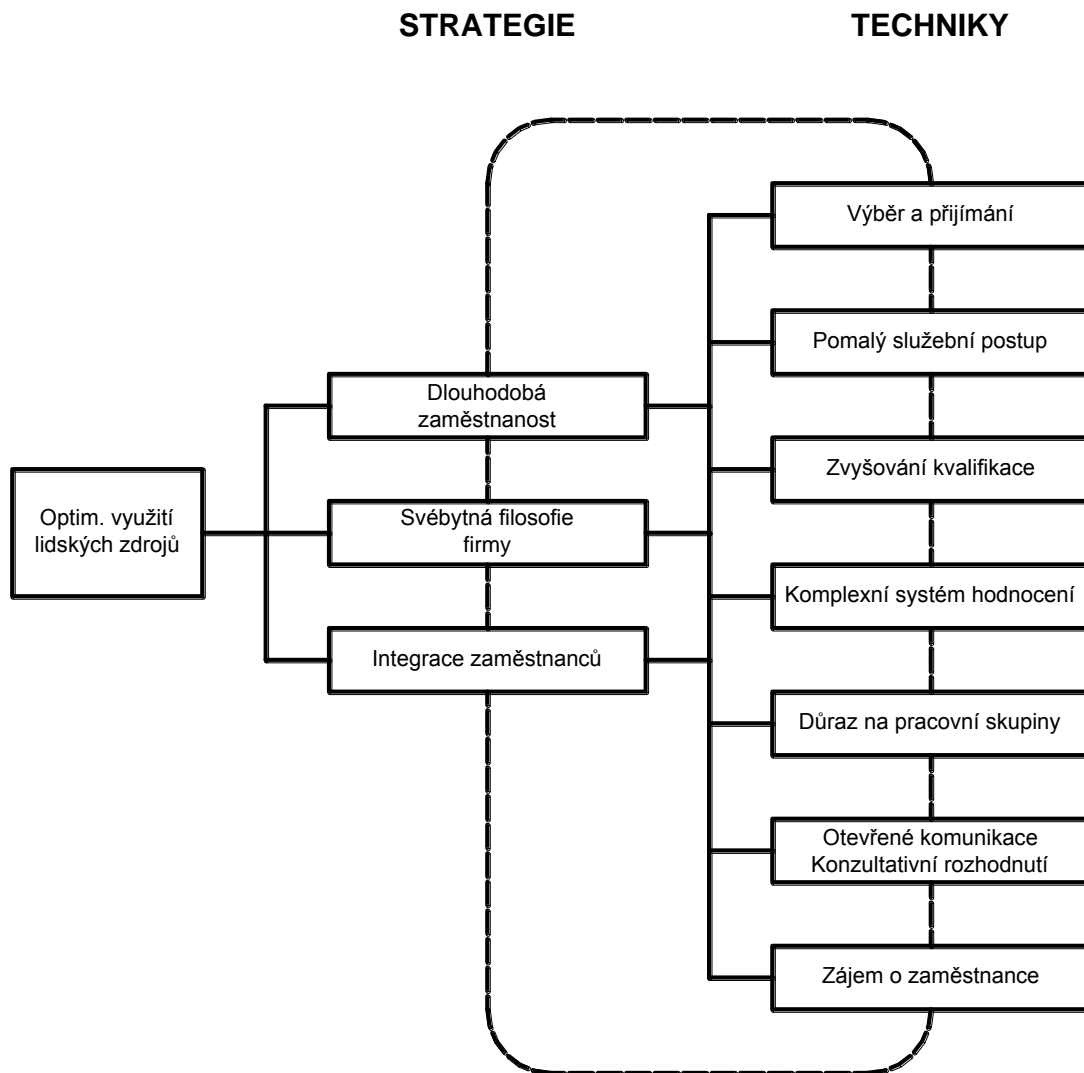 STRATEGIE
TECHNIKY
Optim. využití
lidských zdrojů
Dlouhodobá
zaměstnanost
Svébytná filosofie
firmy
Integrace zaměstnanců
Výběr a přijímání
Pomalý služební postup
Zvyšování kvalifikace
Komplexní systém hodnocení
Důraz na pracovní skupiny
Otevřené komunikace
Konzultativní rozhodnutí
Zájem o zaměstnance